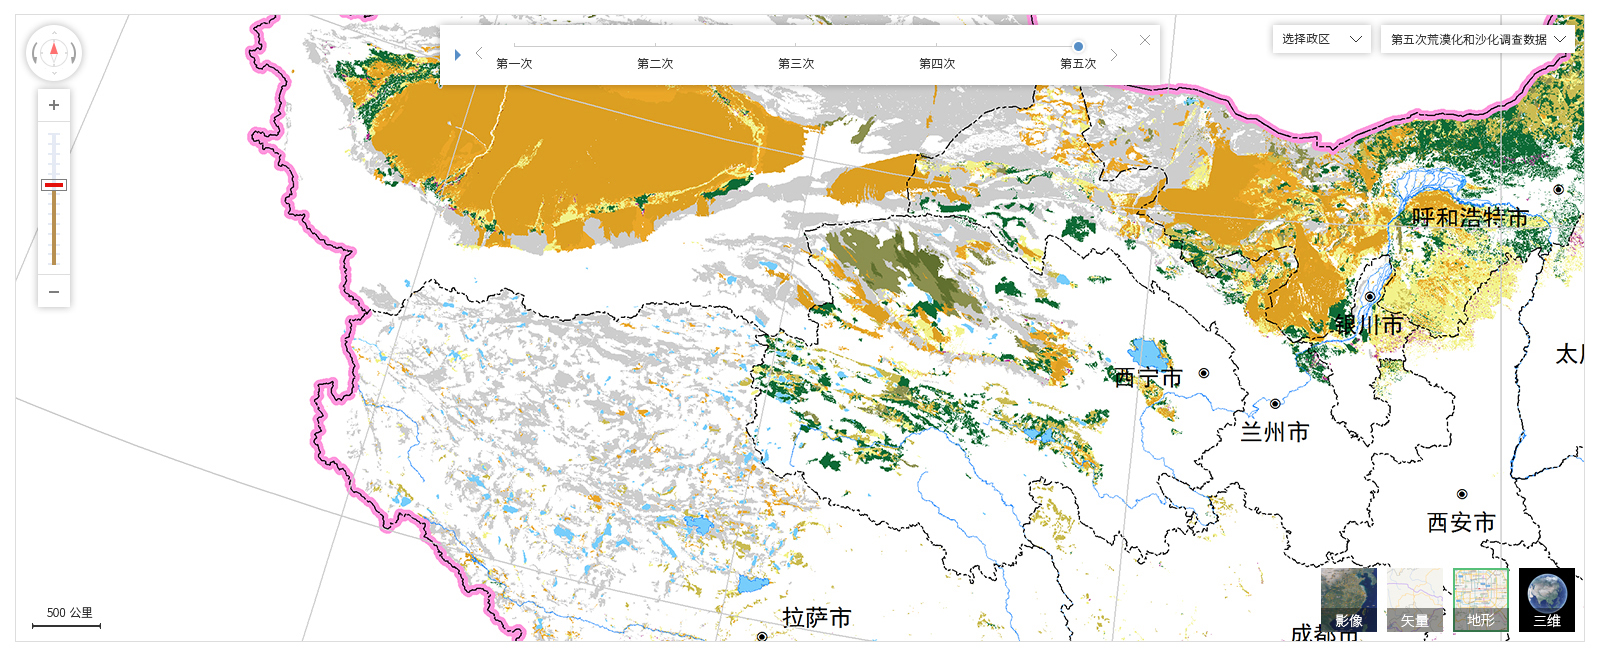 第一次
第二次
第三次
第四次
第五次
选择政区
第五次荒漠化和沙化调查数据
呼和浩特市
银川市
太
西宁市
兰州市
西安市
拉萨市
成都市
500 公里
影像
矢量
地形
三维